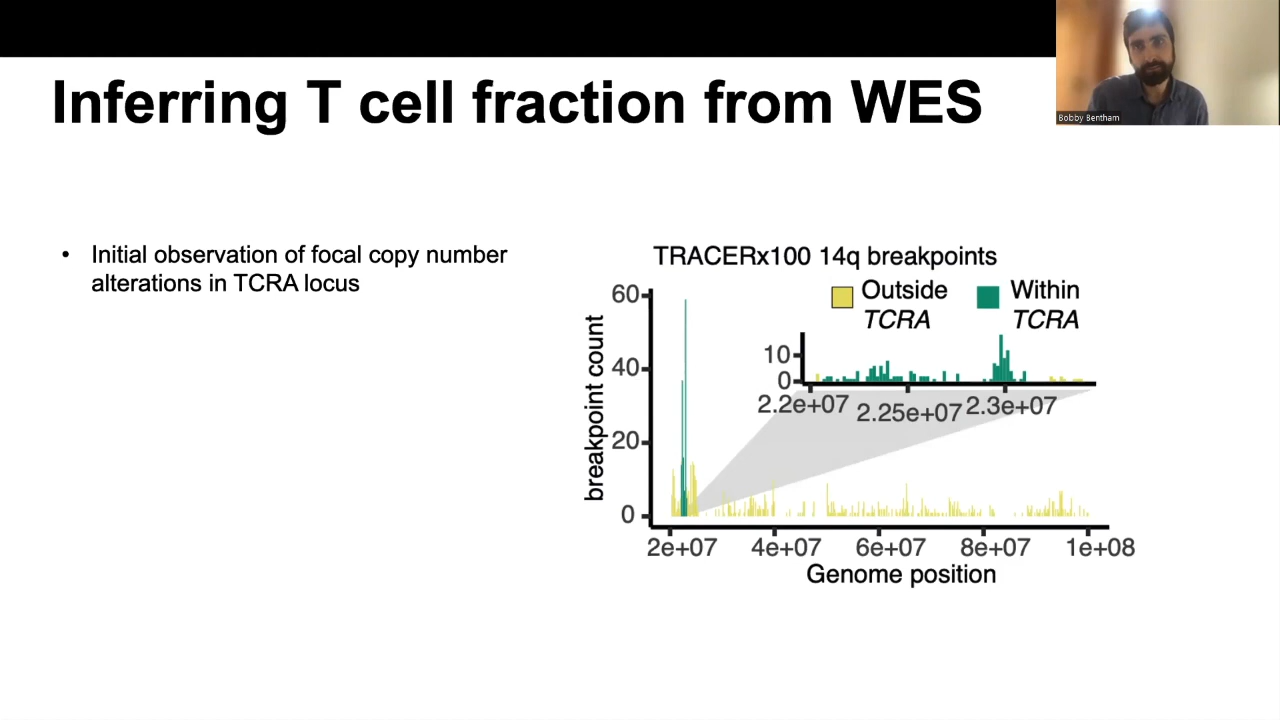 Inferring T cell fraction from WES
Bobby Bentham
• Initial observation of focal copy number
alterations in TCRA locus
TRACERx100 14q breakpoints
Outside
TCRA
Within
TCRA
breakpoint count
60
40
20
0
10
0
2.2e+07
2.25e+07
2.3e+07
2e+07
4e+07
6e+07
8e+07
1e+08
Genome position